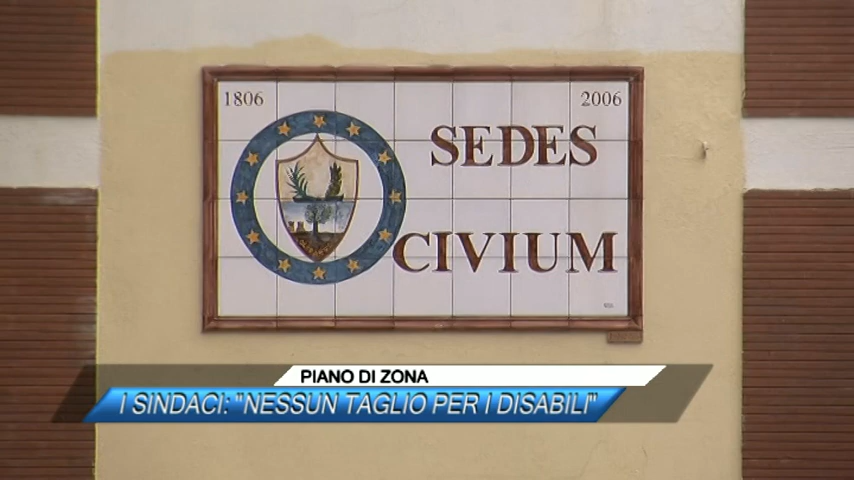 1806
2006
SEDES
CIVIUM
PIANO DI ZONA
I SINDACI: "NESSUN TAGLIO PER I DISABILI"